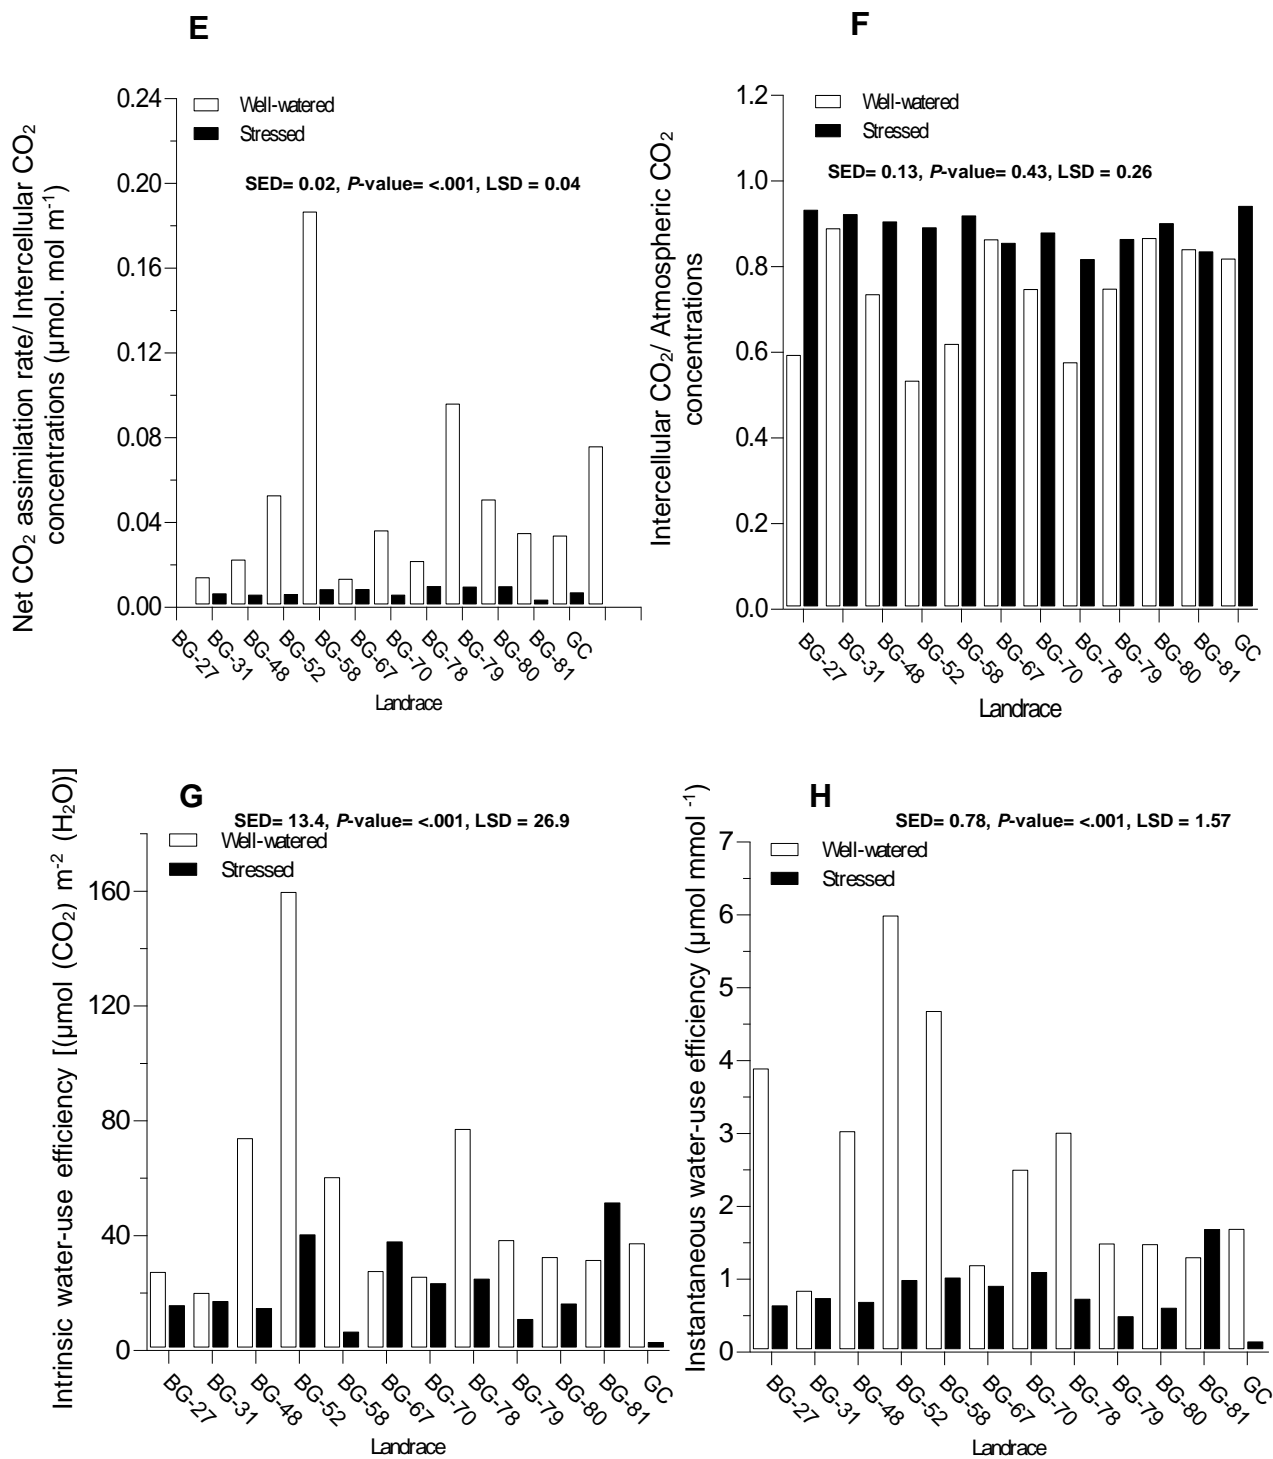 E
0.24
0.20
0.16
0.12
0.08
0.04
0.00
Net CO₂ assimilation rate/ Intercellular CO₂
concentrations (µmol. mol m⁻¹)
Well-watered
Stressed
SED= 0.02, P-value= <.001, LSD = 0.04
BG-27
BG-31
BG-48
BG-52
BG-58
BG-67
BG-70
BG-78
BG-79
BG-80
BG-81
GC
Landrace
F
1.2
1.0
0.8
0.6
0.4
0.2
0.0
Intercellular CO₂/ Atmospheric CO₂
concentrations
Well-watered
Stressed
SED= 0.13, P-value= 0.43, LSD = 0.26
BG-27
BG-31
BG-48
BG-52
BG-58
BG-67
BG-70
BG-78
BG-79
BG-80
BG-81
GC
Landrace
G
SED= 13.4, P-value= <.001, LSD = 26.9
Well-watered
Stressed
160
120
80
40
0
Intrinsic water-use efficiency [(µmol (CO₂) m⁻² (H₂O)]
BG-27
BG-31
BG-48
BG-52
BG-58
BG-67
BG-70
BG-78
BG-79
BG-80
BG-81
GC
Landrace
H
SED= 0.78, P-value= <.001, LSD = 1.57
Well-watered
Stressed
7
6
5
4
3
2
1
0
Instantaneous water-use efficiency (µmol mmol ⁻¹)
BG-27
BG-31
BG-48
BG-52
BG-58
BG-67
BG-70
BG-78
BG-79
BG-80
BG-81
GC
Landrace